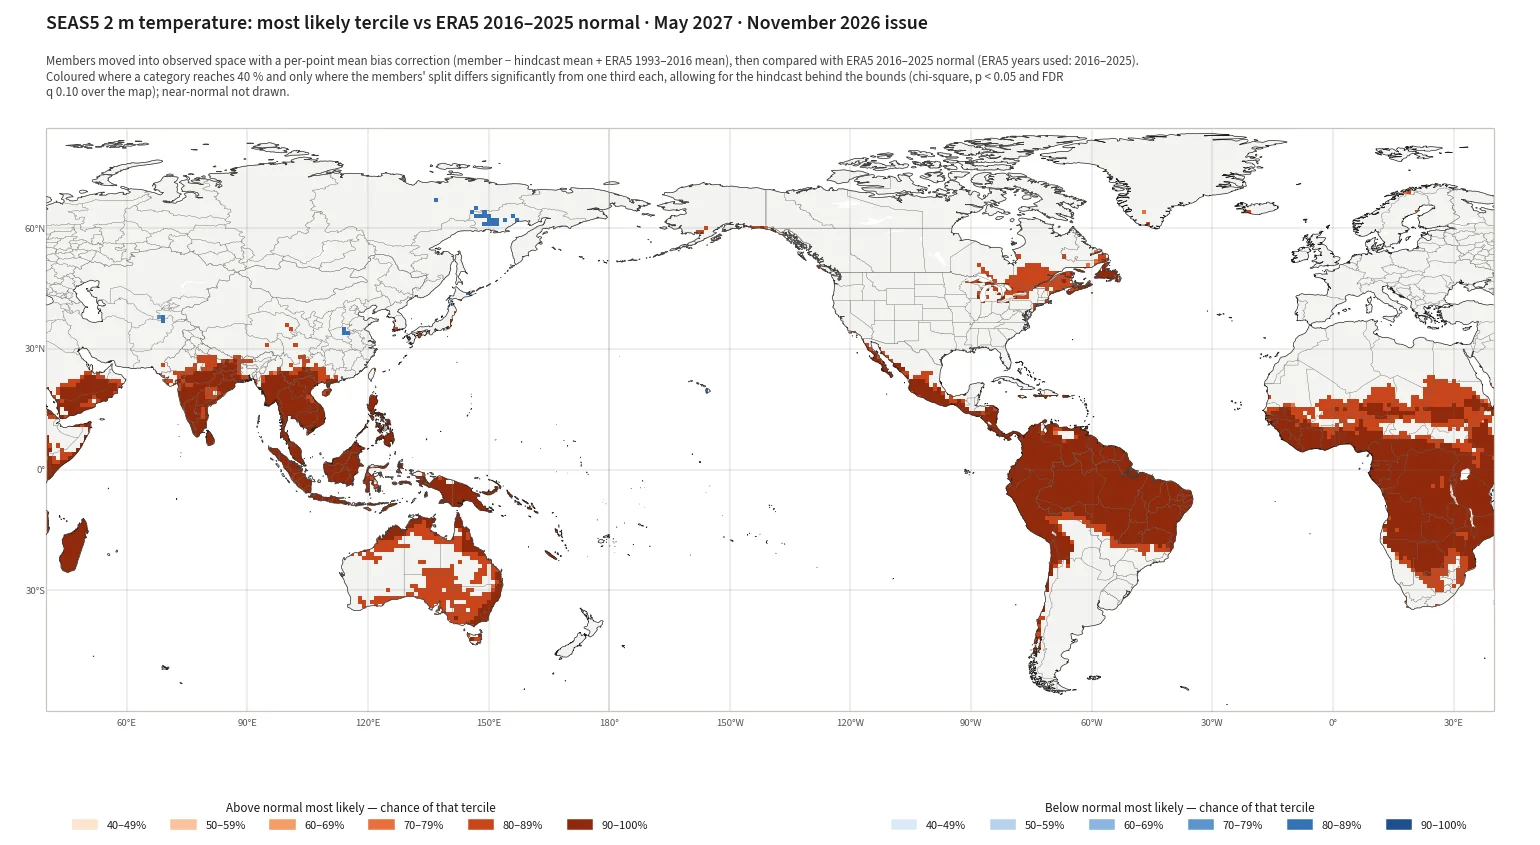 SEAS5 2 m temperature: most likely tercile vs ERA5 2016–2025 normal · May 2027 · November 2026 issue
Members moved into observed space with a per-point mean bias correction (member − hindcast mean + ERA5 1993–2016 mean), then compared with ERA5 2016–2025 normal (ERA5 years used: 2016–2025).
Coloured where a category reaches 40 % and only where the members' split differs significantly from one third each, allowing for the hindcast behind the bounds (chi-square, p < 0.05 and FDR
q 0.10 over the map); near-normal not drawn.
60°N
30°N
0°
30°S
60°E 90°E 120°E 150°E 180° 150°W 120°W 90°W 60°W 30°W 0° 30°E
Above normal most likely — chance of that tercile
40–49% 50–59% 60–69% 70–79% 80–89% 90–100%
Below normal most likely — chance of that tercile
40–49% 50–59% 60–69% 70–79% 80–89% 90–100%